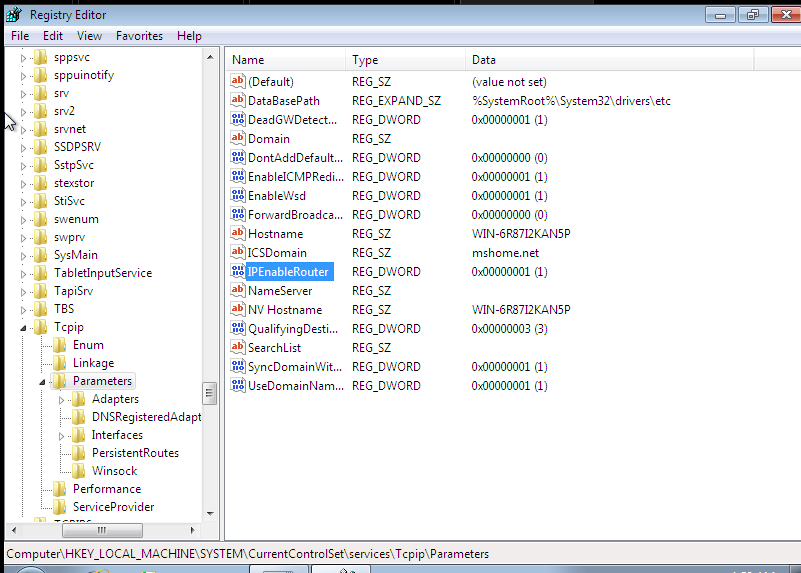 Registry Editor
File Edit View Favorites Help
sppsvc
sppuinotify
srv
srv2
srvnet
SSDPSRV
SstpSvc
stexstor
StiSvc
swenum
swprv
SysMain
TabletInputService
TapiSrv
TBS
Tcpip
Enum
Linkage
Parameters
Adapters
DNSRegisteredAdapt
Interfaces
PersistentRoutes
Winsock
Performance
ServiceProvider
Name Type Data
(Default) REG_SZ (value not set)
DataBasePath REG_EXPAND_SZ %SystemRoot%\System32\drivers\etc
DeadGWDetect... REG_DWORD 0x00000001 (1)
Domain REG_SZ
DontAddDefault... REG_DWORD 0x00000000 (0)
EnableICMPRedi... REG_DWORD 0x00000001 (1)
EnableWsd REG_DWORD 0x00000001 (1)
ForwardBroadca... REG_DWORD 0x00000000 (0)
Hostname REG_SZ WIN-6R87I2KAN5P
ICSDomain REG_SZ mshome.net
IPEnableRouter REG_DWORD 0x00000001 (1)
NameServer REG_SZ
NV Hostname REG_SZ WIN-6R87I2KAN5P
QualifyingDesti... REG_DWORD 0x00000003 (3)
SearchList REG_SZ
SyncDomainWit... REG_DWORD 0x00000001 (1)
UseDomainNam... REG_DWORD 0x00000001 (1)
Computer\HKEY_LOCAL_MACHINE\SYSTEM\CurrentControlSet\services\Tcpip\Parameters